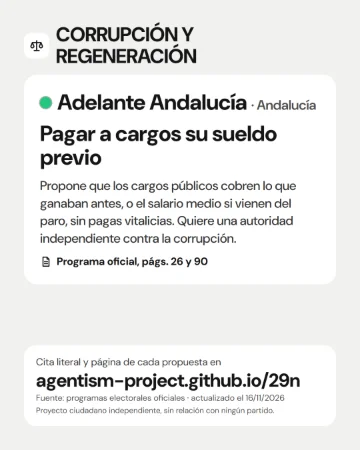 CORRUPCIÓN Y
REGENERACIÓN
Adelante Andalucía · Andalucía
Pagar a cargos su sueldo
previo
Propone que los cargos públicos cobren lo que
ganaban antes, o el salario medio si vienen del
paro, sin pagas vitalicias. Quiere una autoridad
independiente contra la corrupción.
Programa oficial, págs. 26 y 90
Cita literal y página de cada propuesta en
agentism-project.github.io/29n
Fuente: programas electorales oficiales · actualizado el 16/11/2026
Proyecto ciudadano independiente, sin relación con ningún partido.